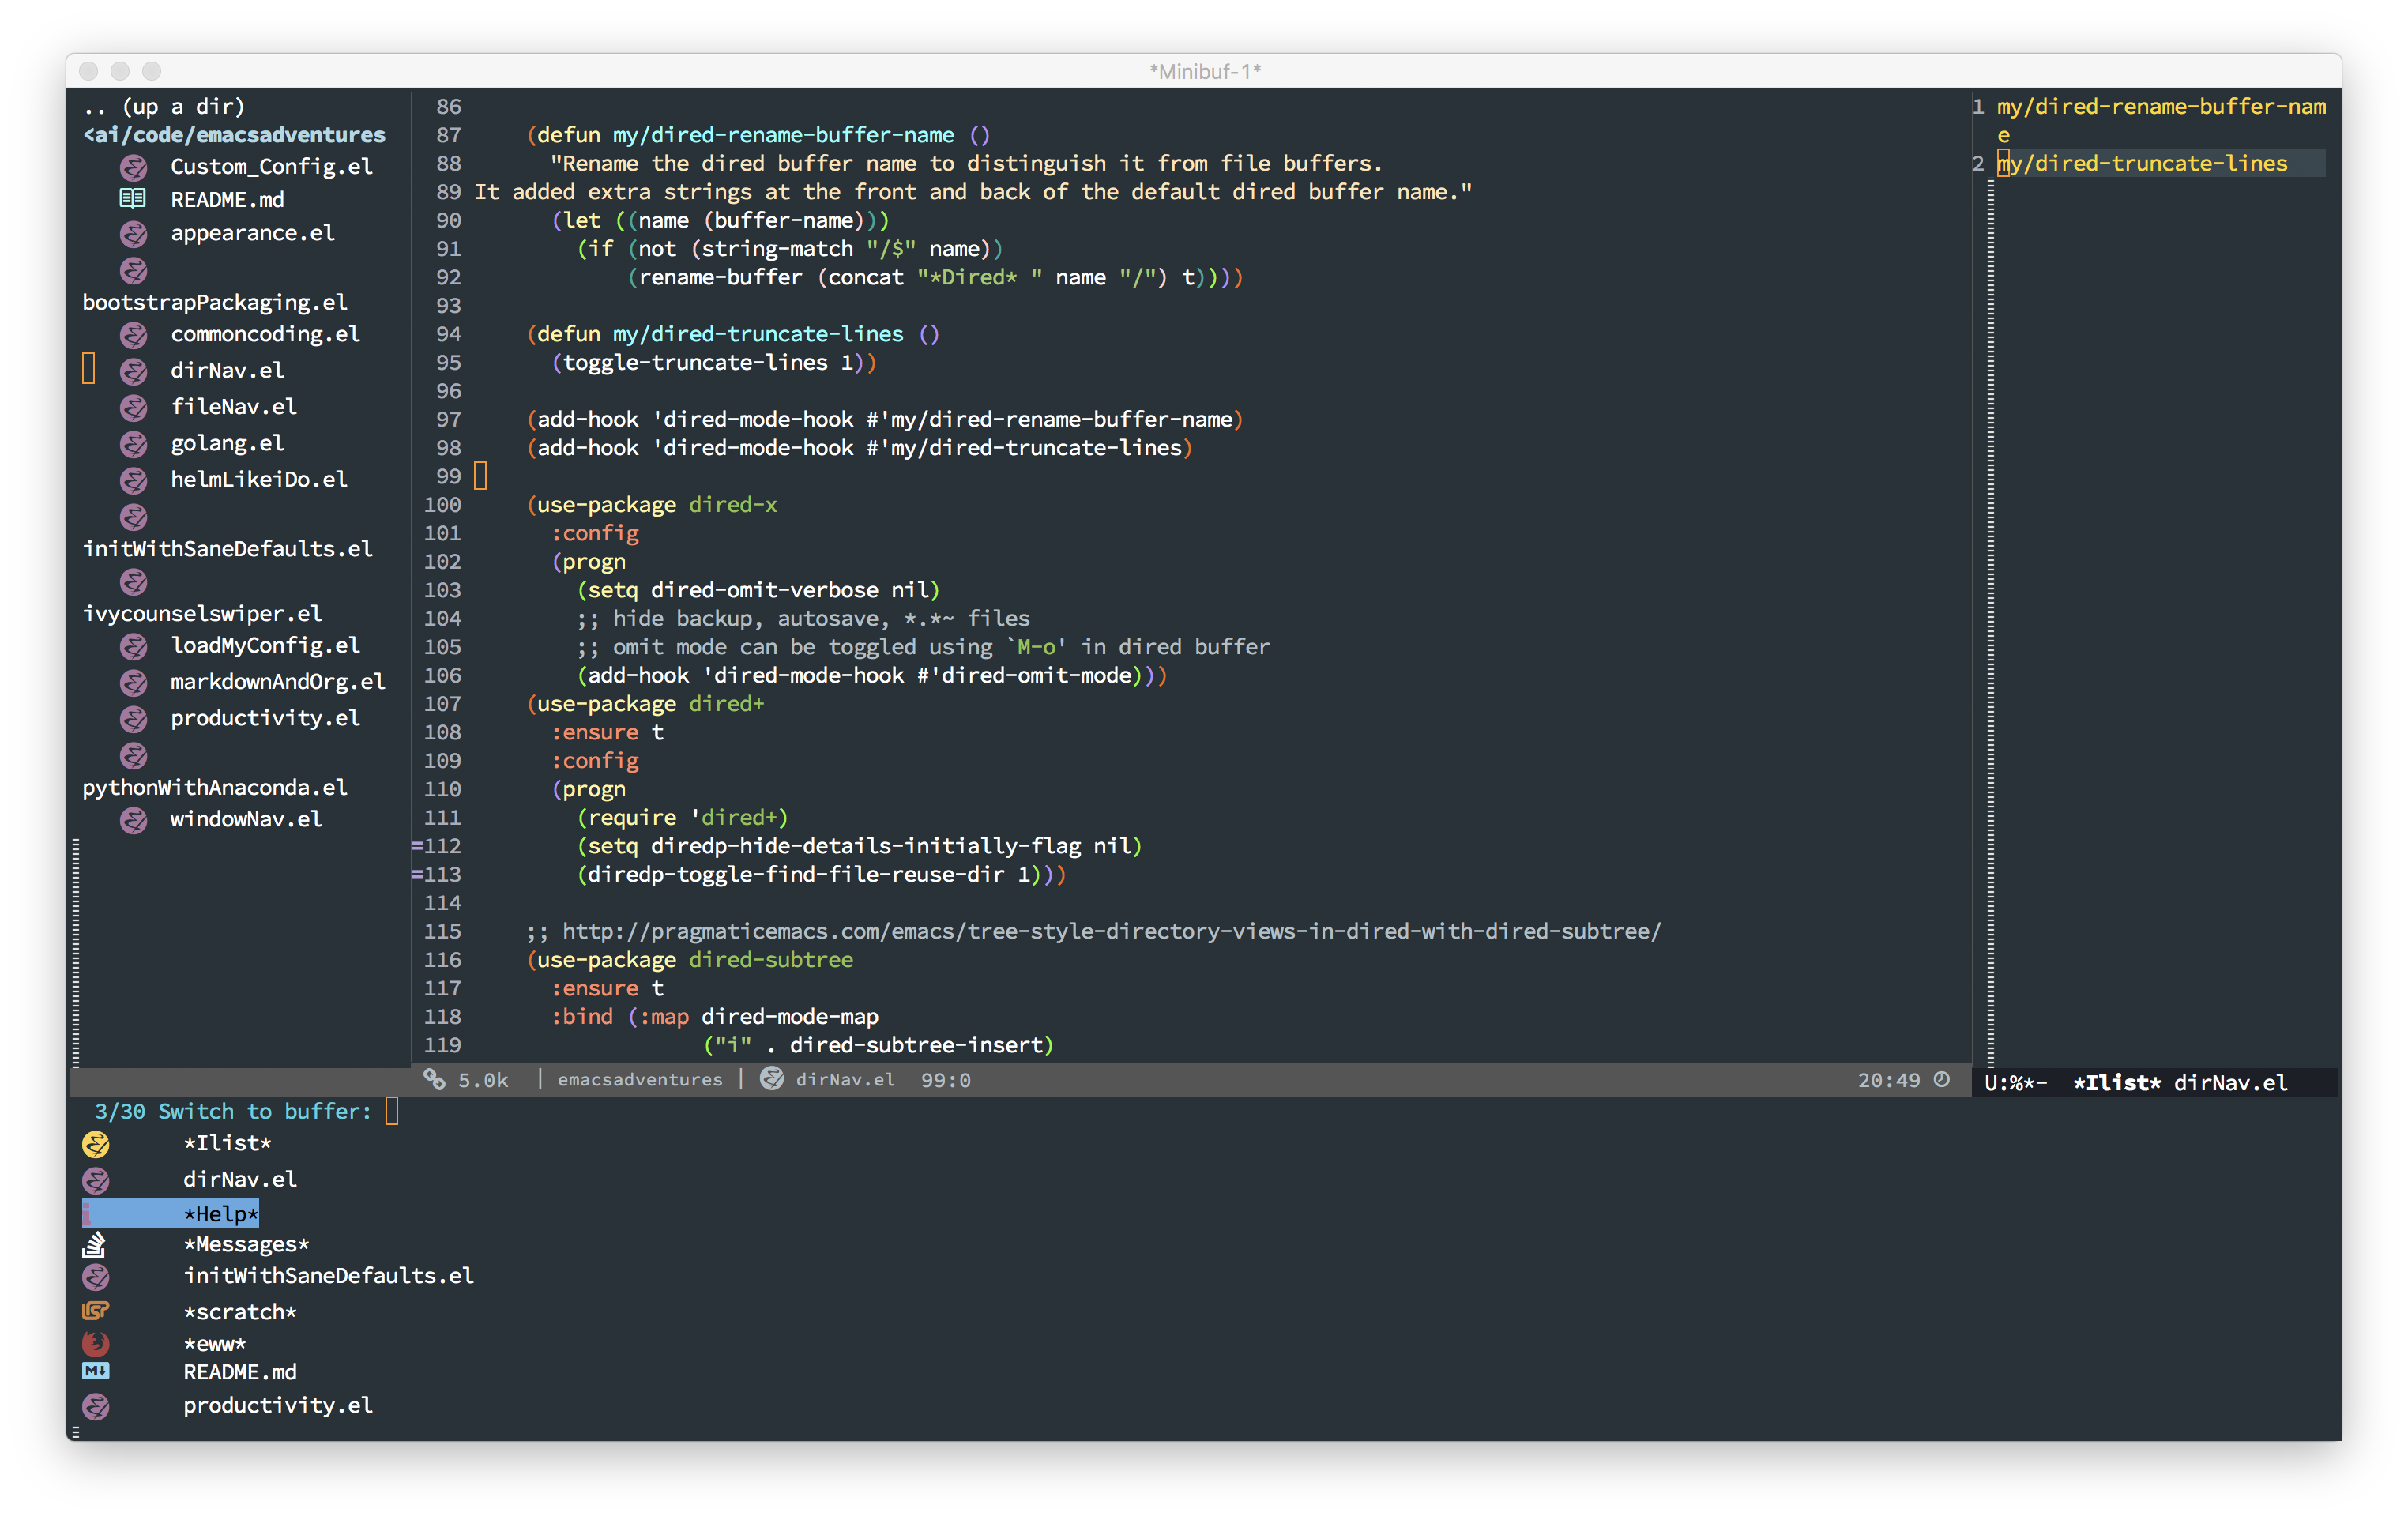 *Minibuf-1*
.. (up a dir)
<ai/code/emacsadventures
Custom_Config.el
README.md
appearance.el
bootstrapPackaging.el
commoncoding.el
dirNav.el
fileNav.el
golang.el
helmLikeiDo.el
initWithSaneDefaults.el
ivycounselswiper.el
loadMyConfig.el
markdownAndOrg.el
productivity.el
pythonWithAnaconda.el
windowNav.el
86
87 (defun my/dired-rename-buffer-name ()
88 "Rename the dired buffer name to distinguish it from file buffers.
89 It added extra strings at the front and back of the default dired buffer name."
90 (let ((name (buffer-name)))
91 (if (not (string-match "/$" name))
92 (rename-buffer (concat "*Dired* " name "/") t))))
93
94 (defun my/dired-truncate-lines ()
95 (toggle-truncate-lines 1))
96
97 (add-hook 'dired-mode-hook #'my/dired-rename-buffer-name)
98 (add-hook 'dired-mode-hook #'my/dired-truncate-lines)
99
100 (use-package dired-x
101 :config
102 (progn
103 (setq dired-omit-verbose nil)
104 ;; hide backup, autosave, *.*~ files
105 ;; omit mode can be toggled using `M-o' in dired buffer
106 (add-hook 'dired-mode-hook #'dired-omit-mode)))
107 (use-package dired+
108 :ensure t
109 :config
110 (progn
111 (require 'dired+)
=112 (setq diredp-hide-details-initially-flag nil)
=113 (diredp-toggle-find-file-reuse-dir 1)))
114
115 ;; http://pragmaticemacs.com/emacs/tree-style-directory-views-in-dired-with-dired-subtree/
116 (use-package dired-subtree
117 :ensure t
118 :bind (:map dired-mode-map
119 ("i" . dired-subtree-insert)
1 my/dired-rename-buffer-nam
e
2 my/dired-truncate-lines
5.0k | emacsadventures | dirNav.el 99:0 20:49
U:%*- *Ilist* dirNav.el
3/30 Switch to buffer:
*Ilist*
dirNav.el
i *Help*
*Messages*
initWithSaneDefaults.el
LISP *scratch*
*eww*
M↓ README.md
productivity.el